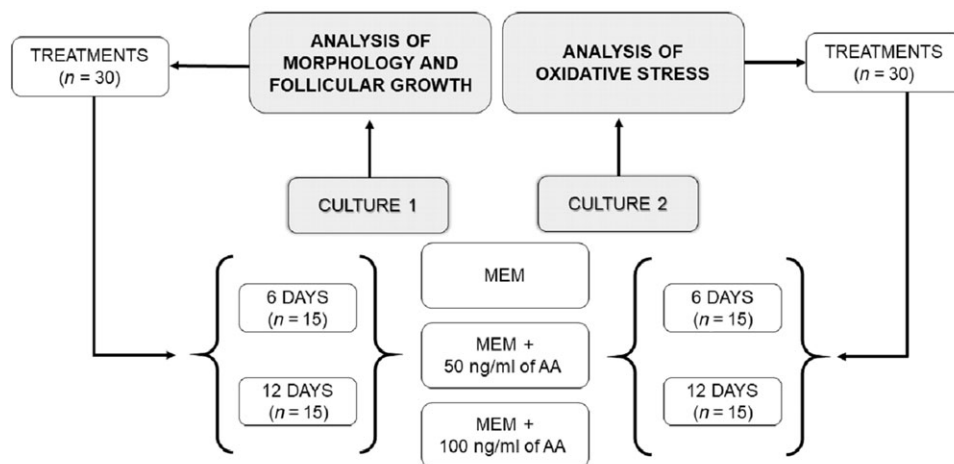 TREATMENTS
(n = 30)
ANALYSIS OF
MORPHOLOGY AND
FOLLICULAR GROWTH
ANALYSIS OF
OXIDATIVE STRESS
TREATMENTS
(n = 30)
CULTURE 1
CULTURE 2
6 DAYS
(n = 15)
12 DAYS
(n = 15)
MEM
MEM +
50 ng/ml of AA
MEM +
100 ng/ml of AA
6 DAYS
(n = 15)
12 DAYS
(n = 15)